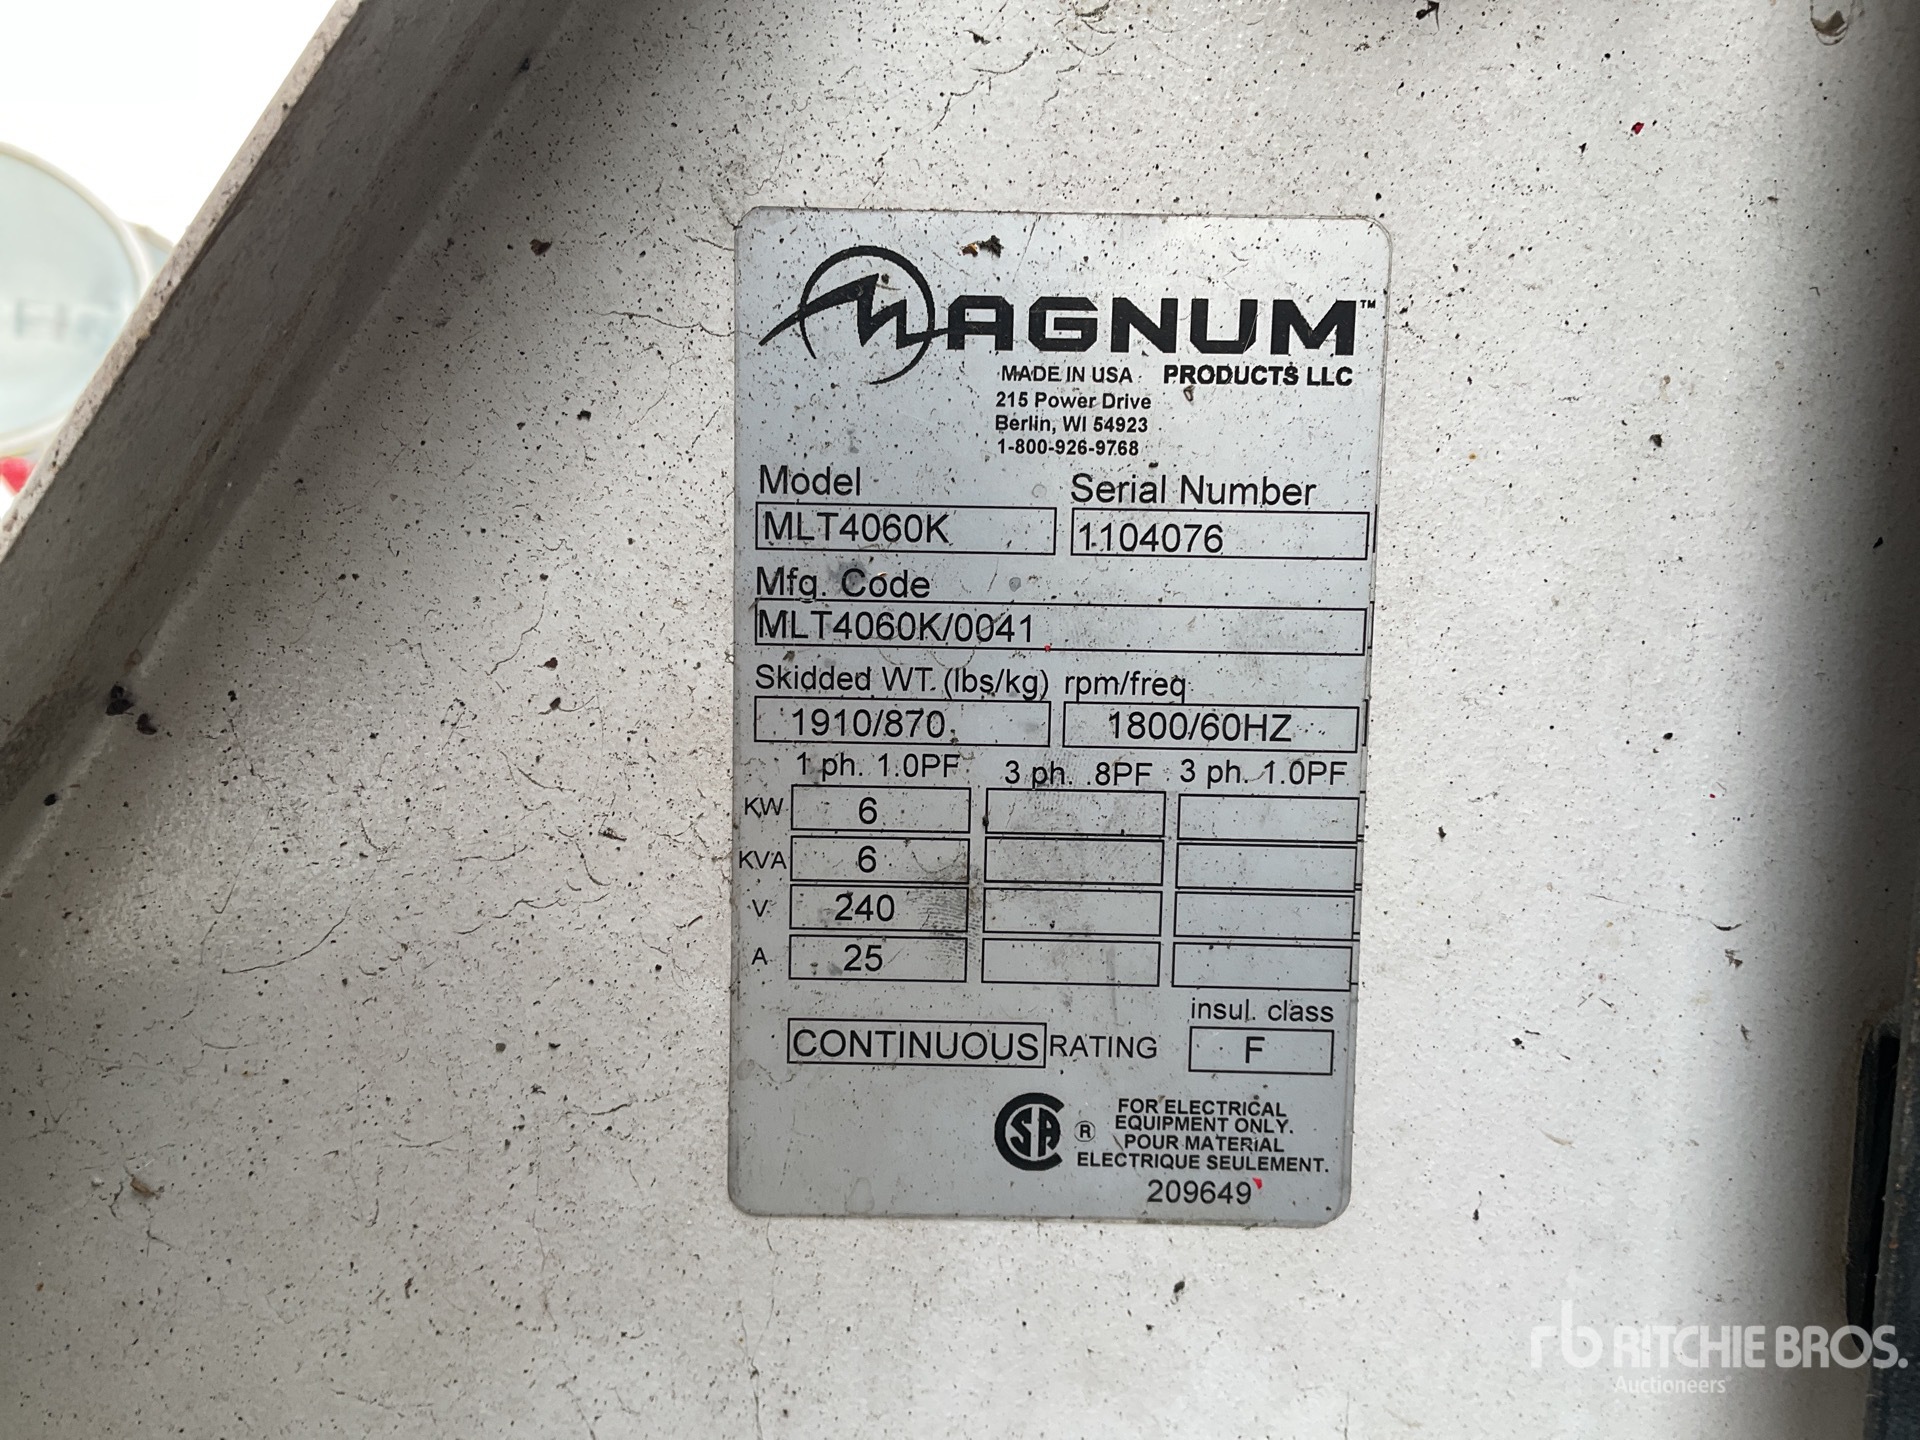 MAGNUM™
MADE IN USA PRODUCTS LLC
215 Power Drive
Berlin, WI 54923
1-800-926-9768
Model Serial Number
MLT4060K 1104076
Mfg. Code
MLT4060K/0041
Skidded WT. (lbs/kg) rpm/freq
1910/870 1800/60HZ
1 ph. 1.0PF 3 ph. .8PF 3 ph. 1.0PF
KW 6
KVA 6
V 240
A 25
insul. class
CONTINUOUS RATING F
SA ® FOR ELECTRICAL
EQUIPMENT ONLY.
POUR MATERIAL
ELECTRIQUE SEULEMENT.
209649
rb RITCHIE BROS.
Auctioneers